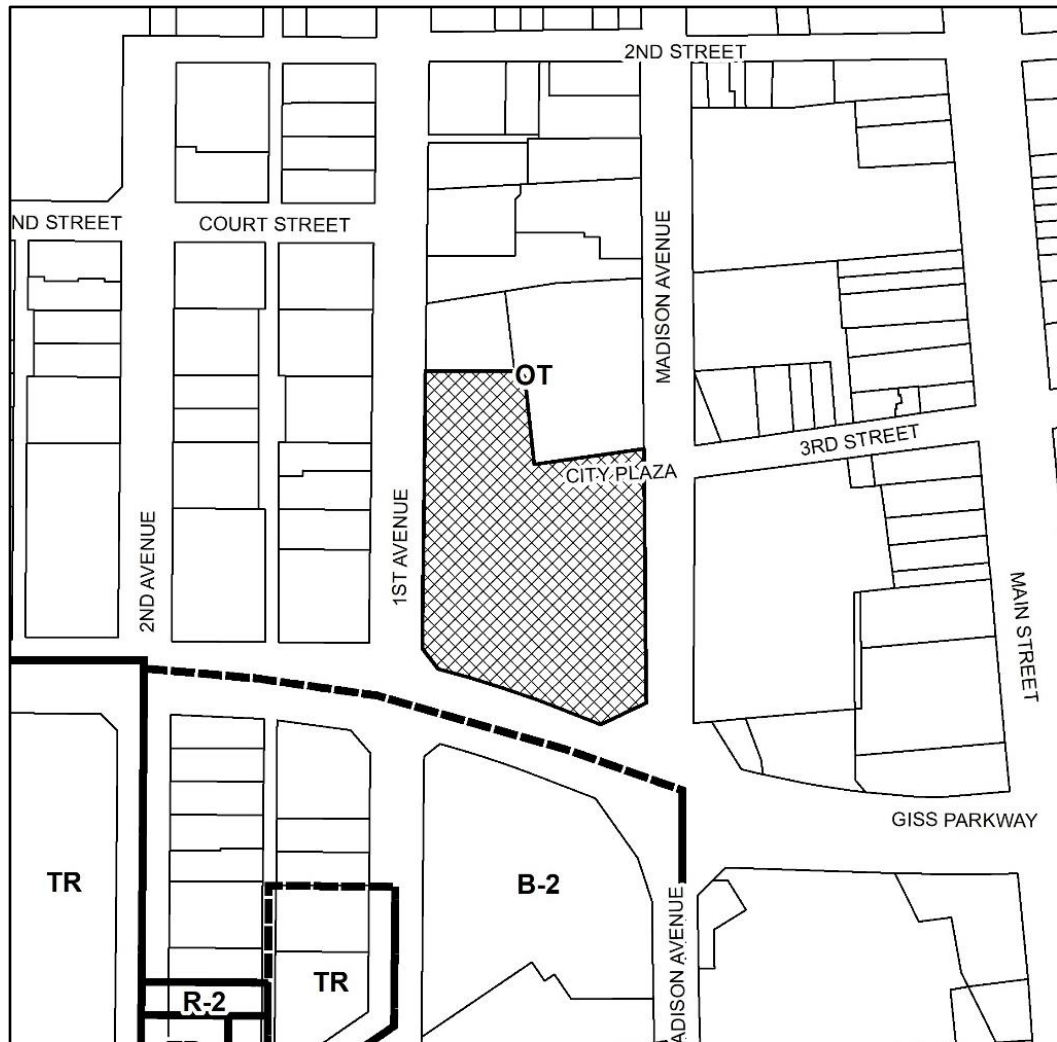 2ND STREET
ND STREET
COURT STREET
MADISON AVENUE
OT
3RD STREET
CITY PLAZA
1ST AVENUE
2ND AVENUE
MAIN STREET
GISS PARKWAY
TR
B-2
ADISON AVENUE
TR
R-2